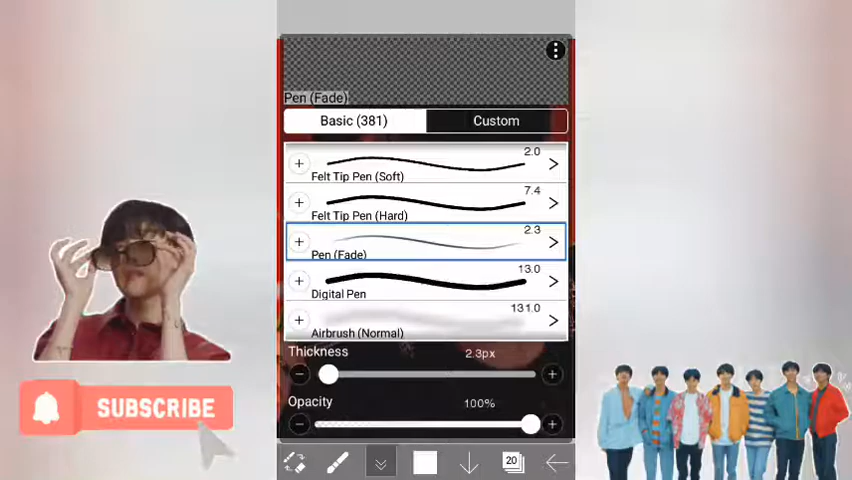 Pen (Fade)
Basic (381)
Custom
2.0
Felt Tip Pen (Soft)
7.4
Felt Tip Pen (Hard)
2.3
Pen (Fade)
13.0
Digital Pen
131.0
Airbrush (Normal)
Thickness
2.3px
Opacity
100%
20
SUBSCRIBE